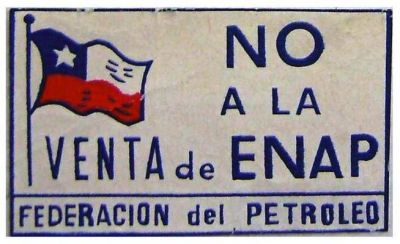 NO
A LA
VENTA de ENAP
FEDERACION del PETROLEO